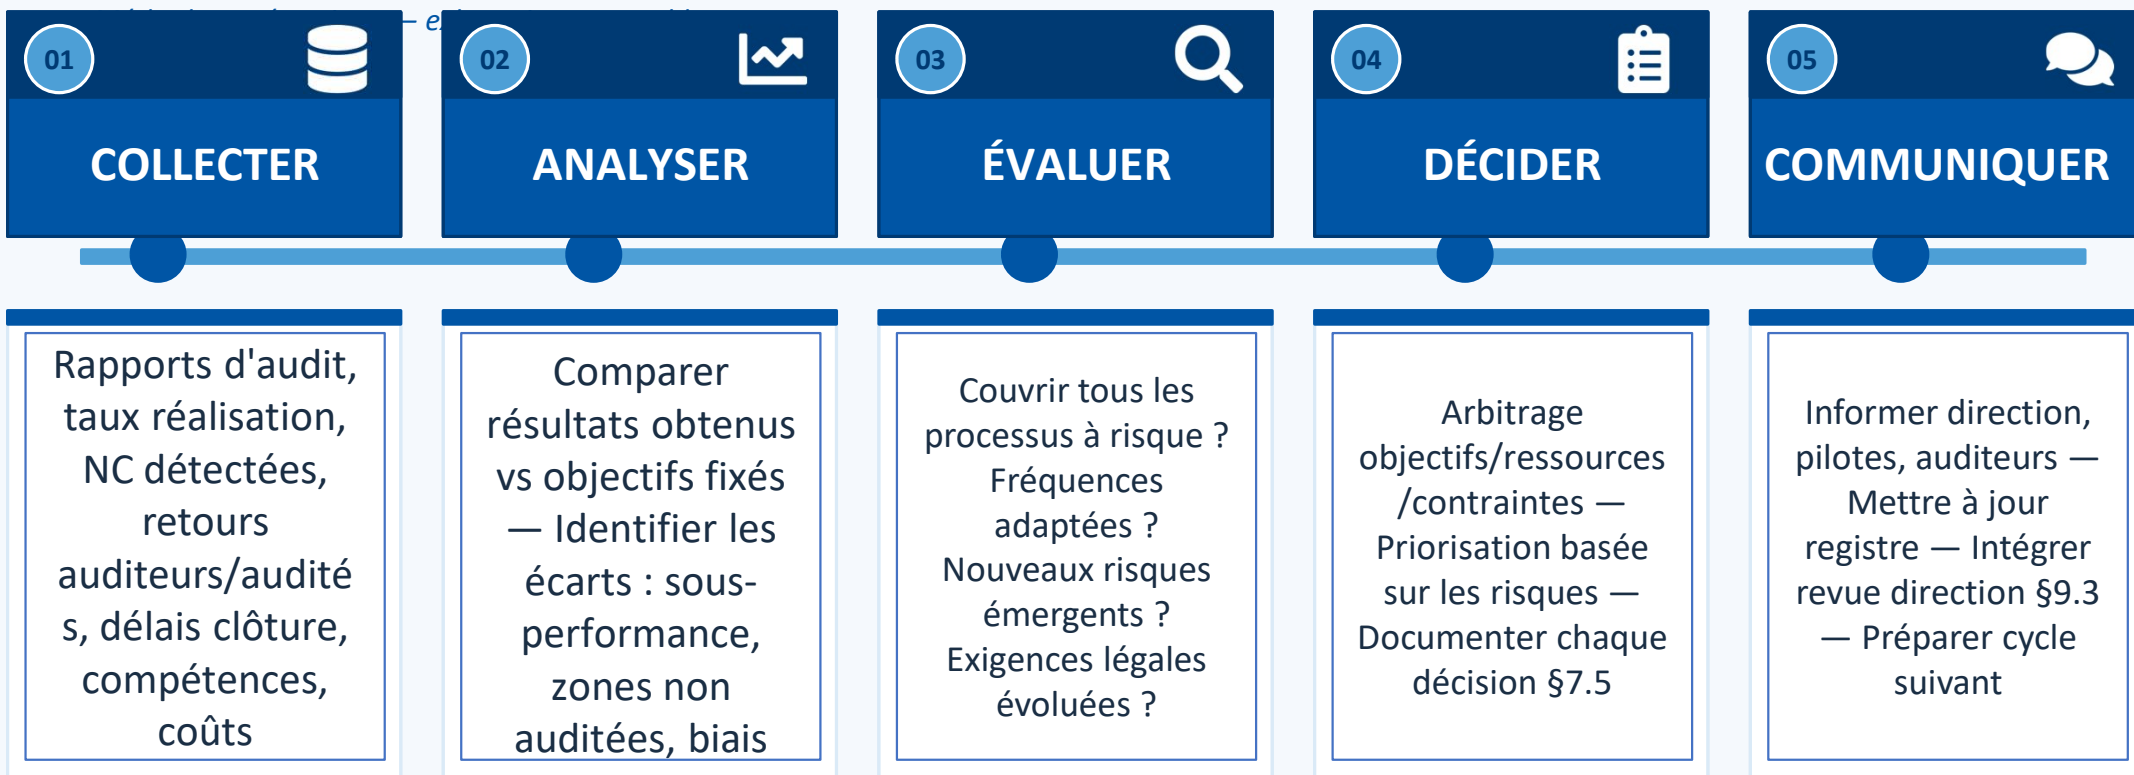 01
COLLECTER
Rapports d'audit,
taux réalisation,
NC détectées,
retours
auditeurs/audité
s, délais clôture,
compétences,
coûts
02
ANALYSER
Comparer
résultats obtenus
vs objectifs fixés
— Identifier les
écarts : sous-
performance,
zones non
auditées, biais
03
ÉVALUER
Couvrir tous les
processus à risque ?
Fréquences
adaptées ?
Nouveaux risques
émergents ?
Exigences légales
évoluées ?
04
DÉCIDER
Arbitrage
objectifs/ressources
/contraintes —
Priorisation basée
sur les risques —
Documenter chaque
décision §7.5
05
COMMUNIQUER
Informer direction,
pilotes, auditeurs —
Mettre à jour
registre — Intégrer
revue direction §9.3
— Préparer cycle
suivant